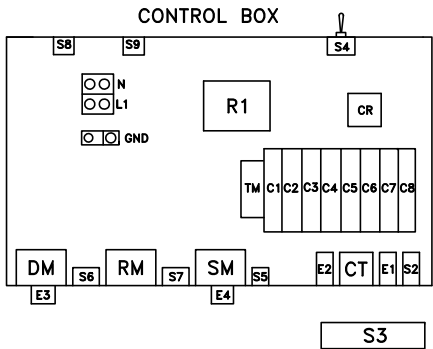 CONTROL BOX
S8 S9 S4
N
L1
R1 CR
GND
TM C1 C2 C3 C4 C5 C6 C7 C8
DM S6 RM S7 SM S5 E2 CT E1 S2
E3 E4
S3